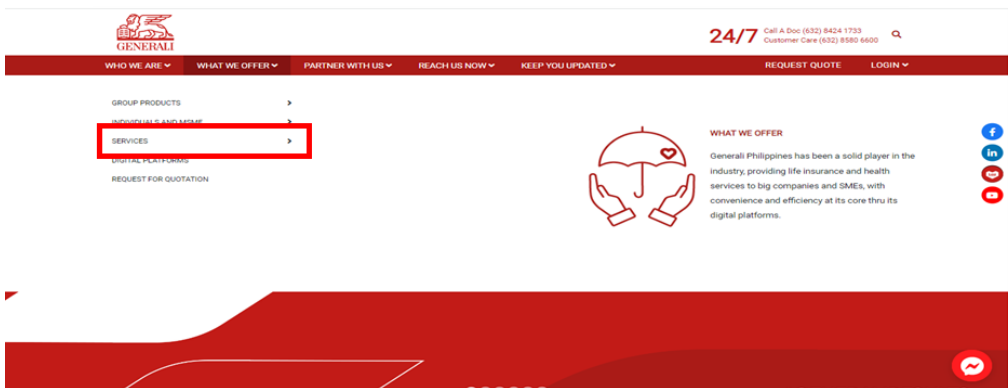 GENERALI
24/7
Call A Doc (632) 8424 1733
Customer Care (632) 8580 6600
WHO WE ARE
WHAT WE OFFER
PARTNER WITH US
REACH US NOW
KEEP YOU UPDATED
REQUEST QUOTE
LOGIN
GROUP PRODUCTS
INDIVIDUALS AND MSME
SERVICES
DIGITAL PLATFORMS
REQUEST FOR QUOTATION
WHAT WE OFFER
Generali Philippines has been a solid player in the
industry, providing life insurance and health
services to big companies and SMEs, with
convenience and efficiency at its core thru its
digital platforms.